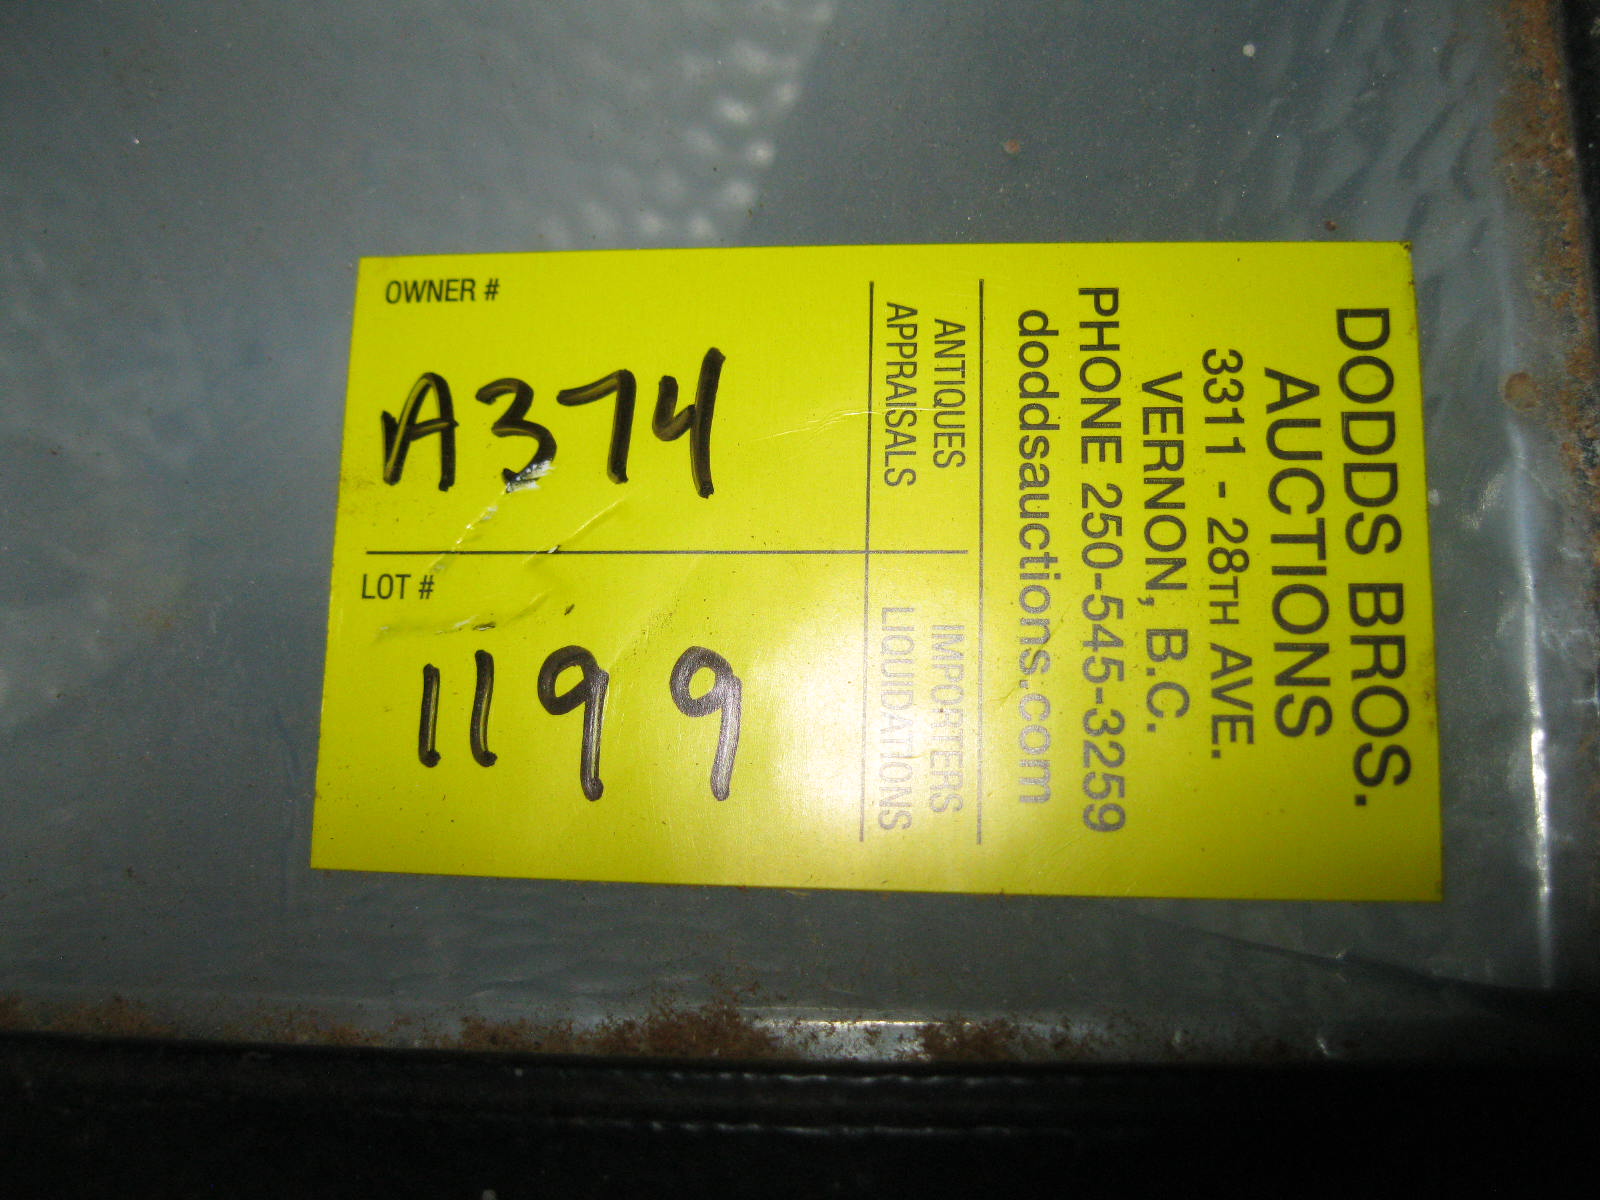 DODDS BROS.
AUCTIONS
3311 - 28TH AVE.
VERNON, B.C.
PHONE 250-545-3259
doddsauctions.com
ANTIQUES IMPORTERS
APPRAISALS LIQUIDATIONS
OWNER #
A374
LOT #
1199